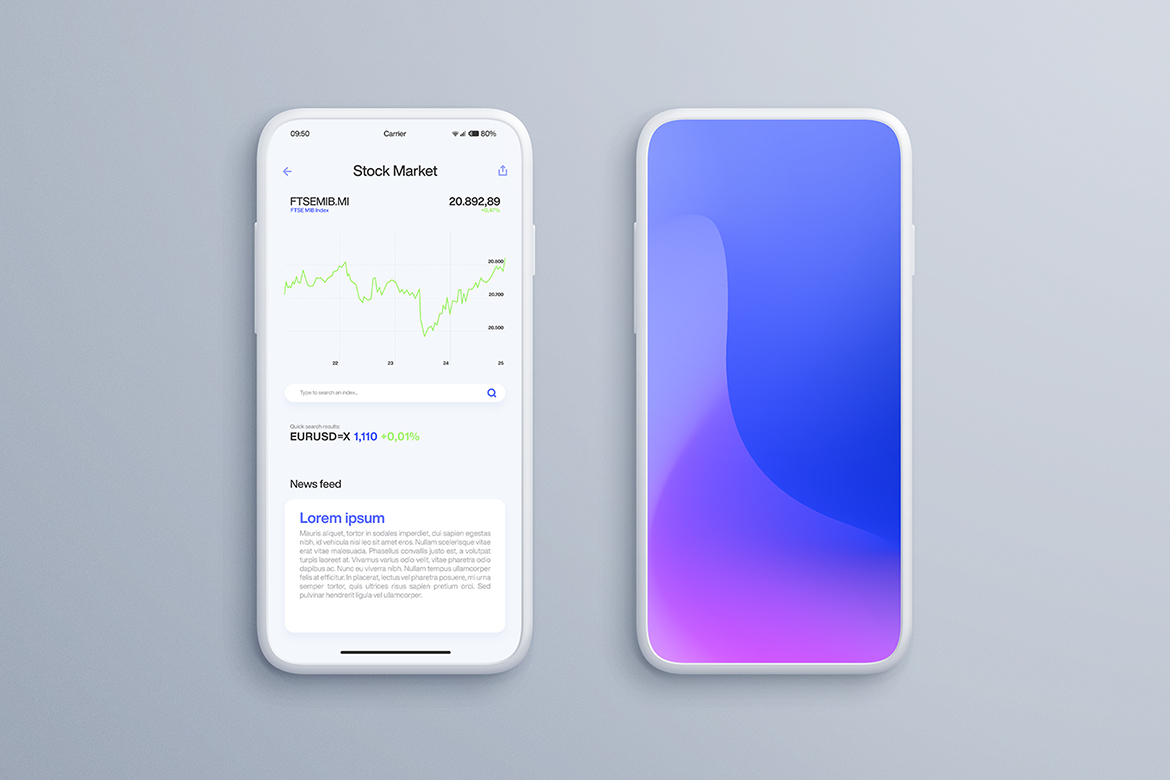 09:50 Carrier 80%
Stock Market
FTSEMIB.MI 20.892,89
FTSE MIB Index +0,47%
20.800
20.700
20.500
22 23 24 25
Type to search an index..
Quick search results:
EURUSD=X 1,110 +0,01%
News feed
Lorem ipsum
Mauris aliquet, tortor in sodales imperdiet, dui sapien egestas
nibh, id vehicula nisi leo sit amet eros. Nullam scelerisque vitae
erat vitae malesuada. Phasellus convallis justo est, a volutpat
turpis laoreet at. Vivamus varius odio velit, vitae pharetra odio
dapibus ac. Nunc eu viverra nibh. Nullam tempus ullamcorper
felis at efficitur. In placerat, lectus vel pharetra posuere, mi urna
semper tortor, quis ultrices risus sapien pretium orci. Sed
pulvinar hendrerit ligula vel ullamcorper.